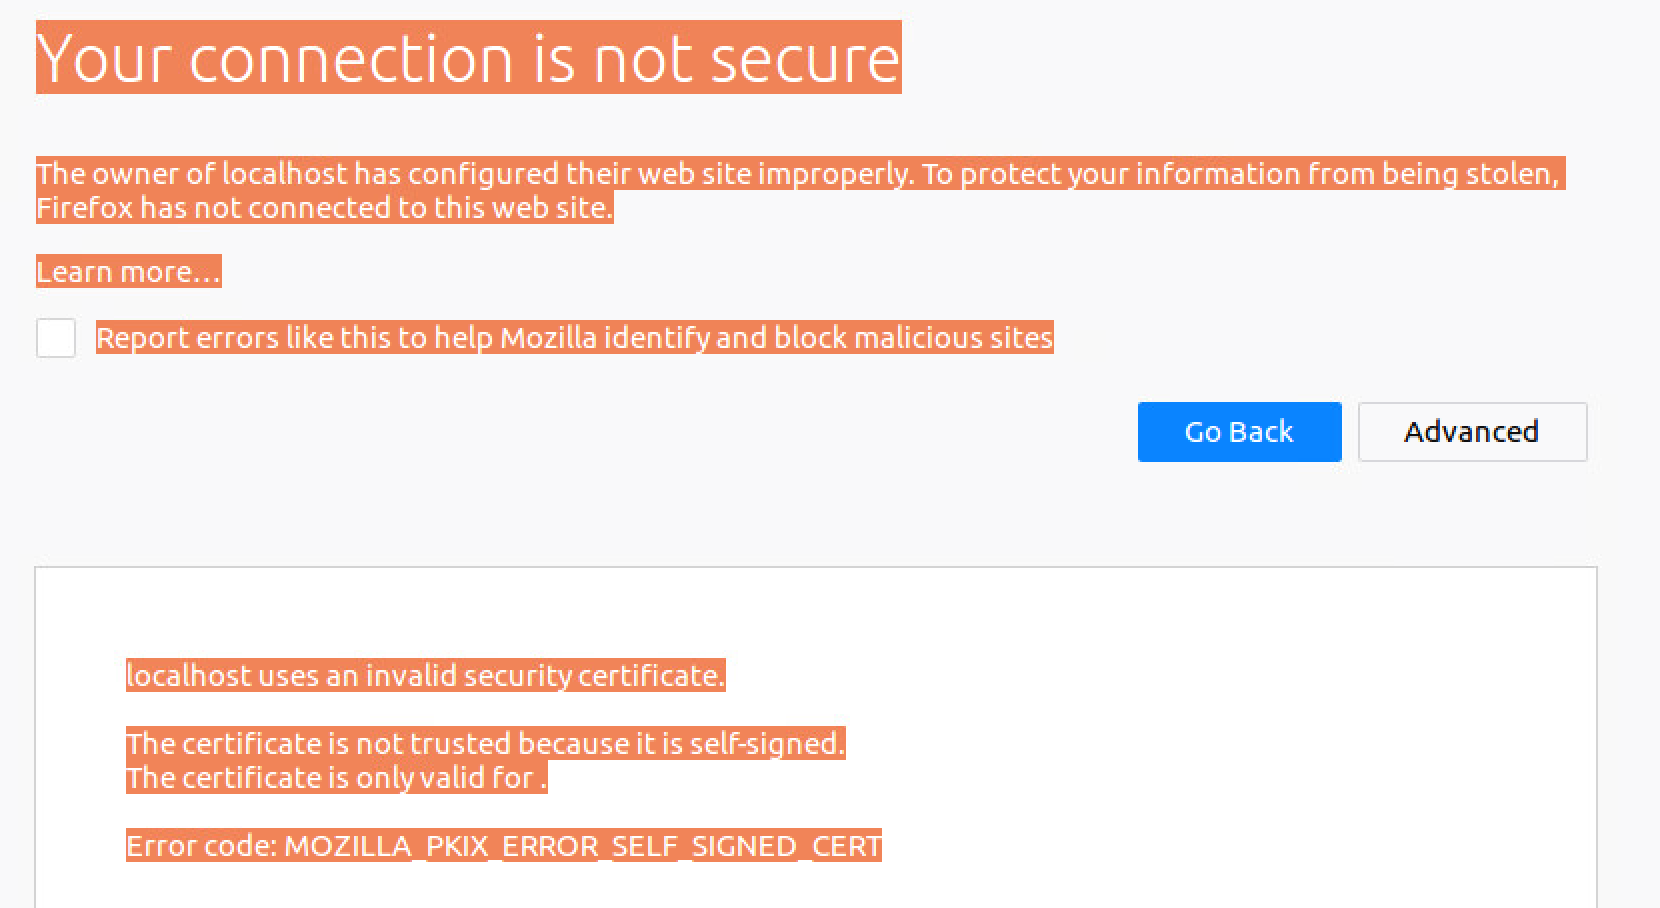 Your connection is not secure
The owner of localhost has configured their web site improperly. To protect your information from being stolen,
Firefox has not connected to this web site.
Learn more…
Report errors like this to help Mozilla identify and block malicious sites
Go Back
Advanced
localhost uses an invalid security certificate.
The certificate is not trusted because it is self-signed.
The certificate is only valid for .
Error code: MOZILLA_PKIX_ERROR_SELF_SIGNED_CERT